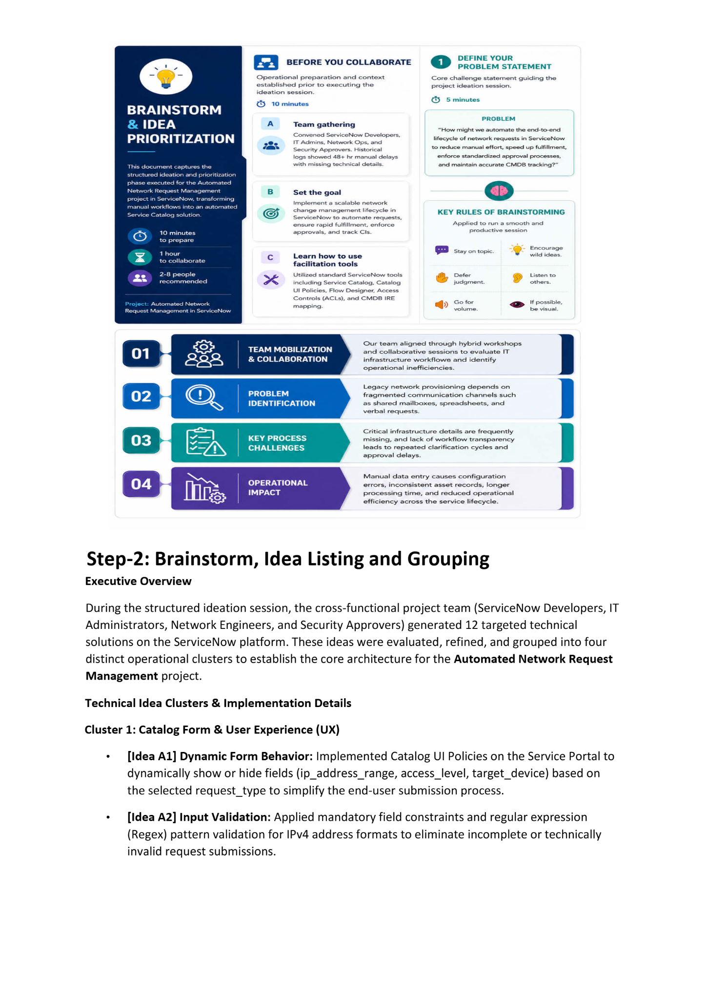 BRAINSTORM
& IDEA
PRIORITIZATION
This document captures the
structured ideation and prioritization
phase executed for the Automated
Network Request Management
project in ServiceNow, transforming
manual workflows into an automated
Service Catalog solution.
10 minutes
to prepare
1 hour
to collaborate
2-8 people
recommended
Project: Automated Network
Request Management in ServiceNow
BEFORE YOU COLLABORATE
Operational preparation and context
established prior to executing the
ideation session.
10 minutes
A
Team gathering
Convened ServiceNow Developers,
IT Admins, Network Ops, and
Security Approvers. Historical
logs showed 48+ hr manual delays
with missing technical details.
B
Set the goal
Implement a scalable network
change management lifecycle in
ServiceNow to automate requests,
ensure rapid fulfillment, enforce
approvals, and track CIs.
C
Learn how to use
facilitation tools
Utilized standard ServiceNow tools
including Service Catalog, Catalog
UI Policies, Flow Designer, Access
Controls (ACLs), and CMDB IRE
mapping.
1
DEFINE YOUR
PROBLEM STATEMENT
Core challenge statement guiding the
project ideation session.
5 minutes
PROBLEM
“How might we automate the end-to-end
lifecycle of network requests in ServiceNow
to reduce manual effort, speed up fulfillment,
enforce standardized approval processes,
and maintain accurate CMDB tracking?”
KEY RULES OF BRAINSTORMING
Applied to run a smooth and
productive session
Stay on topic.
Encourage
wild ideas.
Defer
judgment.
Listen to
others.
Go for
volume.
If possible,
be visual.
01
TEAM MOBILIZATION
& COLLABORATION
Our team aligned through hybrid workshops
and collaborative sessions to evaluate IT
infrastructure workflowe and identify
operational inefficiencies.
02
PROBLEM
IDENTIFICATION
Legacy network provisioning depends on
fragmented communication channels such
as shared mailboxes, spreadsheets, and
verbal requests.
03
KEY PROCESS
CHALLENGES
Critical infrastructure details are frequently
missing, and lack of workflow transparency
leads to repeated clarification cycles and
approval delays.
04
OPERATIONAL
IMPACT
Manual data entry causes configuration
errors, inconsistent asset records, longer
processing time, and reduced operational
efficiency across the service lifecycle.
Step-2: Brainstorm, Idea Listing and Grouping
Executive Overview
During the structured ideation session, the cross-functional project team (ServiceNow Developers, IT
Administrators, Network Engineers, and Security Approvers) generated 12 targeted technical
solutions on the ServiceNow platform. These ideas were evaluated, refined, and grouped into four
distinct operational clusters to establish the core architecture for the Automated Network Request
Management project.
Technical Idea Clusters & Implementation Details
Cluster 1: Catalog Form & User Experience (UX)
• [Idea A1] Dynamic Form Behavior: Implemented Catalog UI Policies on the Service Portal to
dynamically show or hide fields (ip_address_range, access_level, target_device) based on
the selected request_type to simplify the end-user submission process.
• [Idea A2] Input Validation: Applied mandatory field constraints and regular expression
(Regex) pattern validation for IPv4 address formats to eliminate incomplete or technically
invalid request submissions.